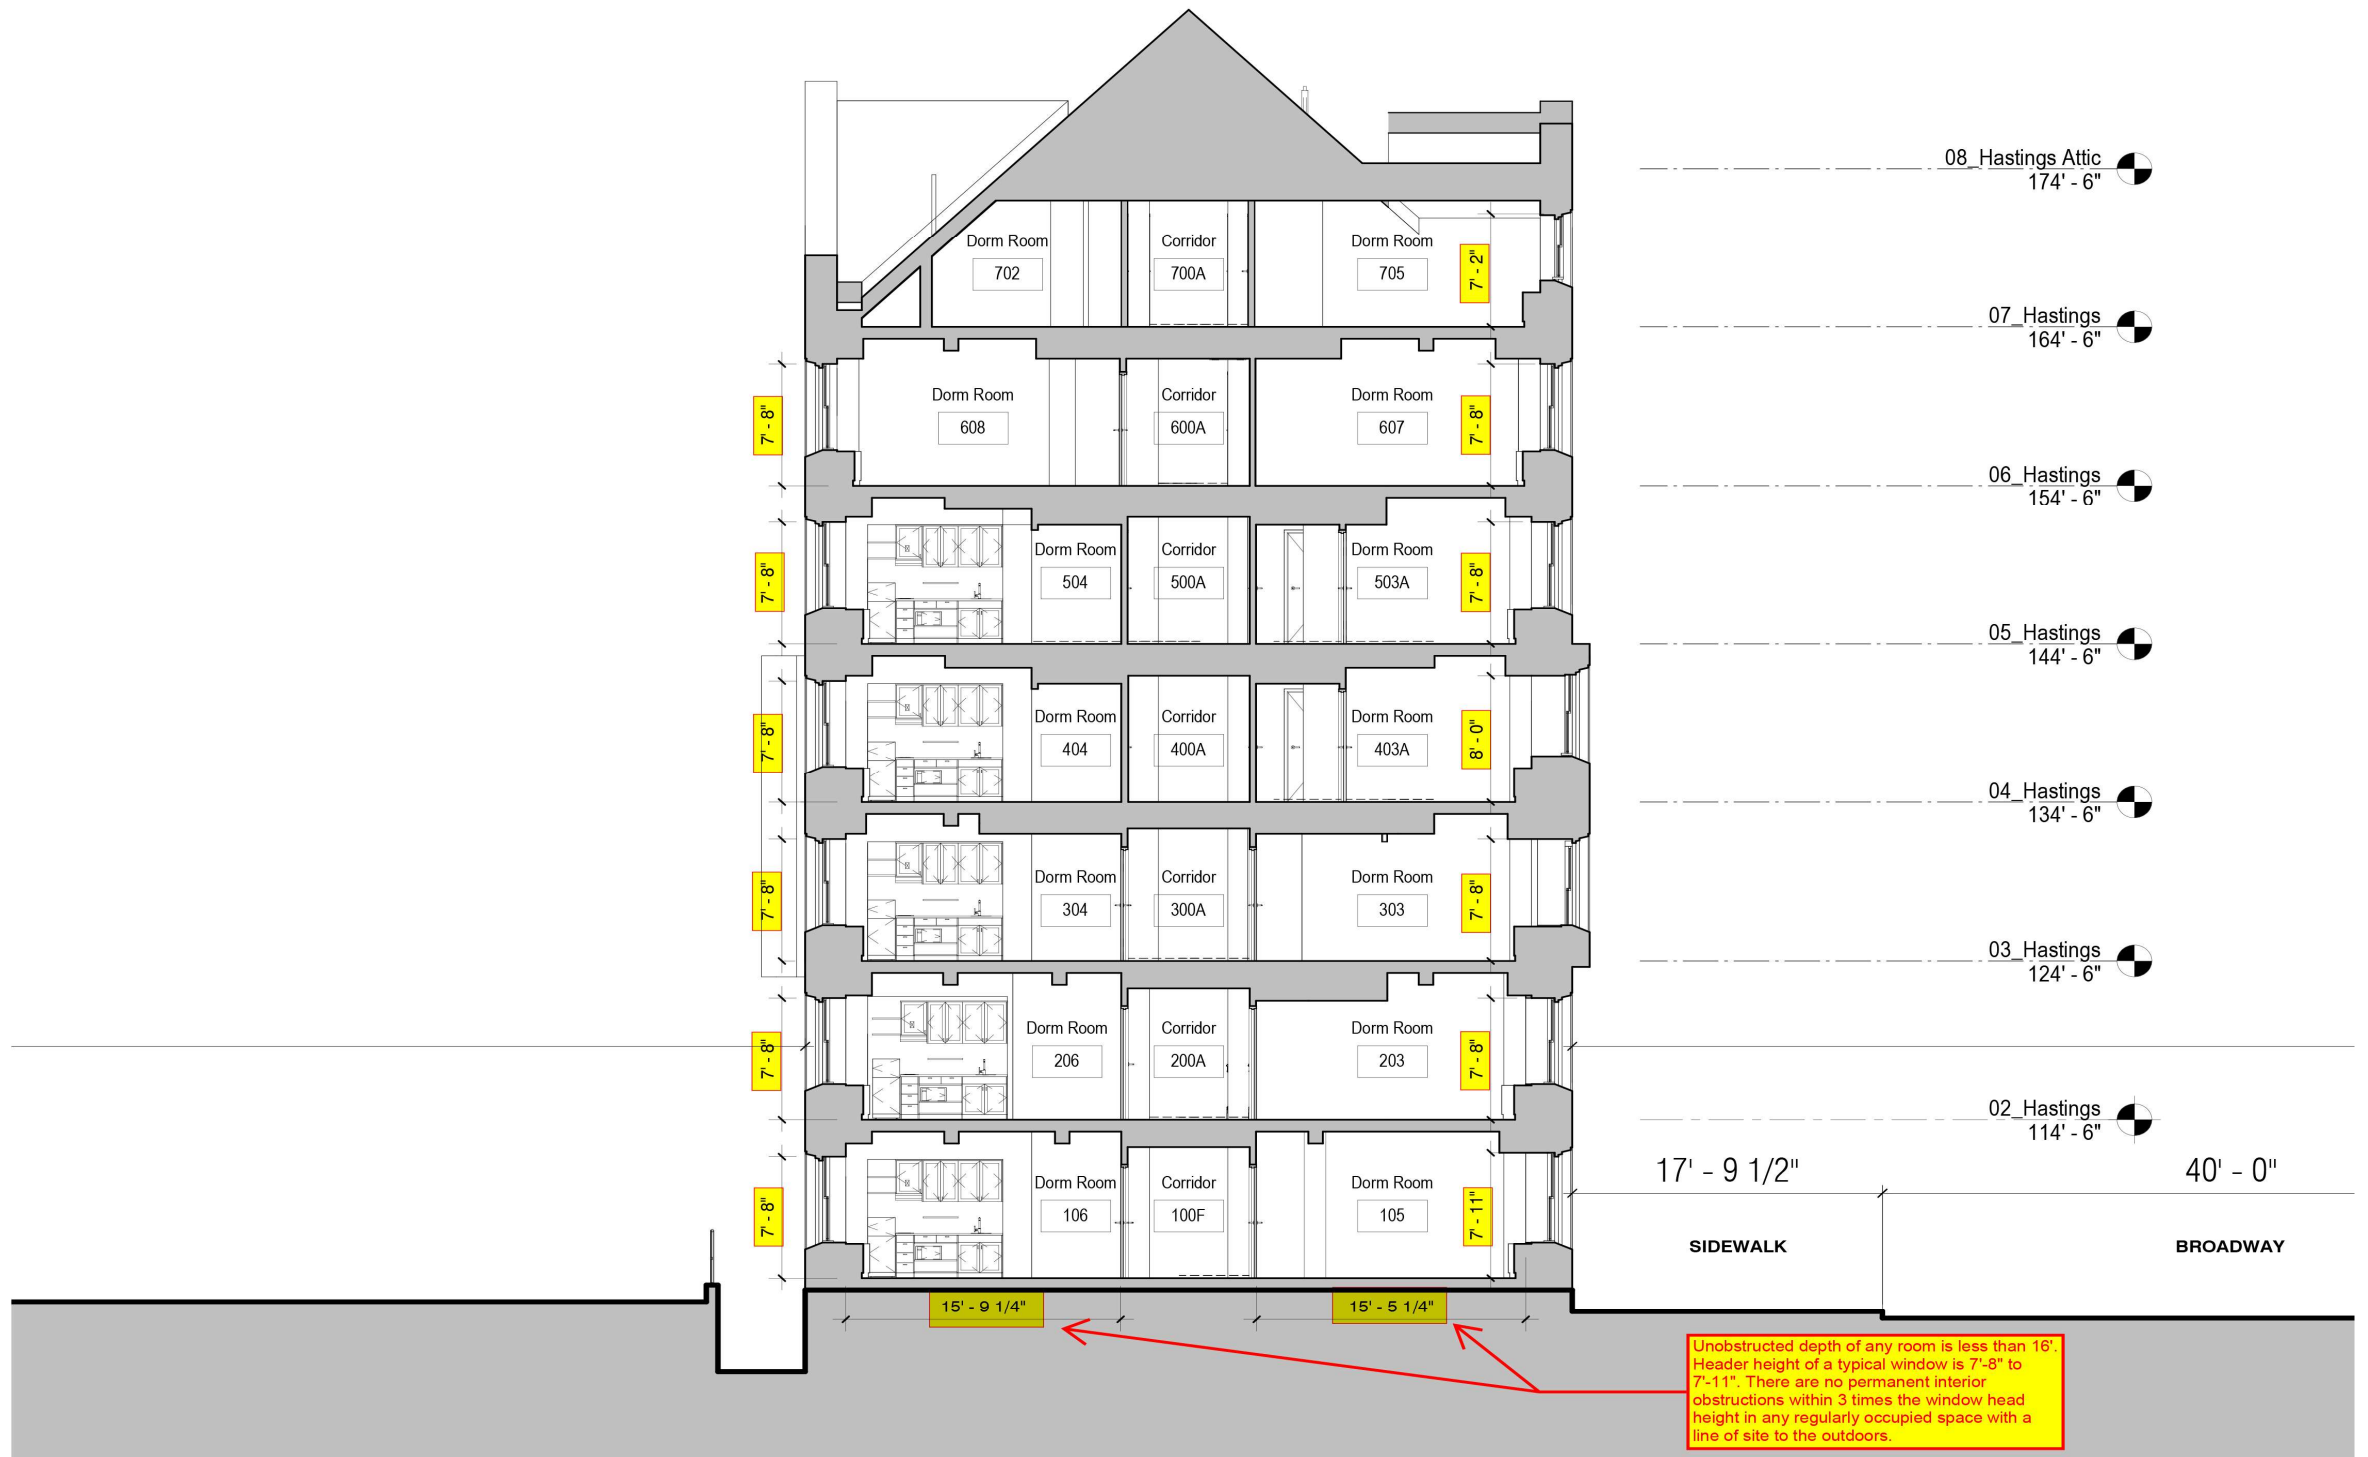 08_Hastings Attic
174' - 6"
Dorm Room
702
Corridor
700A
Dorm Room
705
7' - 2"
07_Hastings
164' - 6"
7' - 8"
Dorm Room
608
Corridor
600A
Dorm Room
607
7' - 8"
06_Hastings
154' - 6"
7' - 8"
Dorm Room
504
Corridor
500A
Dorm Room
503A
7' - 8"
05_Hastings
144' - 6"
7' - 8"
Dorm Room
404
Corridor
400A
Dorm Room
403A
8' - 0"
04_Hastings
134' - 6"
7' - 8"
Dorm Room
304
Corridor
300A
Dorm Room
303
7' - 8"
03_Hastings
124' - 6"
7' - 8"
Dorm Room
206
Corridor
200A
Dorm Room
203
7' - 8"
02_Hastings
114' - 6"
7' - 8"
Dorm Room
106
Corridor
100F
Dorm Room
105
7' - 11"
17' - 9 1/2"
40' - 0"
SIDEWALK
BROADWAY
15' - 9 1/4"
15' - 5 1/4"
Unobstructed depth of any room is less than 16'.
Header height of a typical window is 7'-8" to
7'-11". There are no permanent interior
obstructions within 3 times the window head
height in any regularly occupied space with a
line of site to the outdoors.